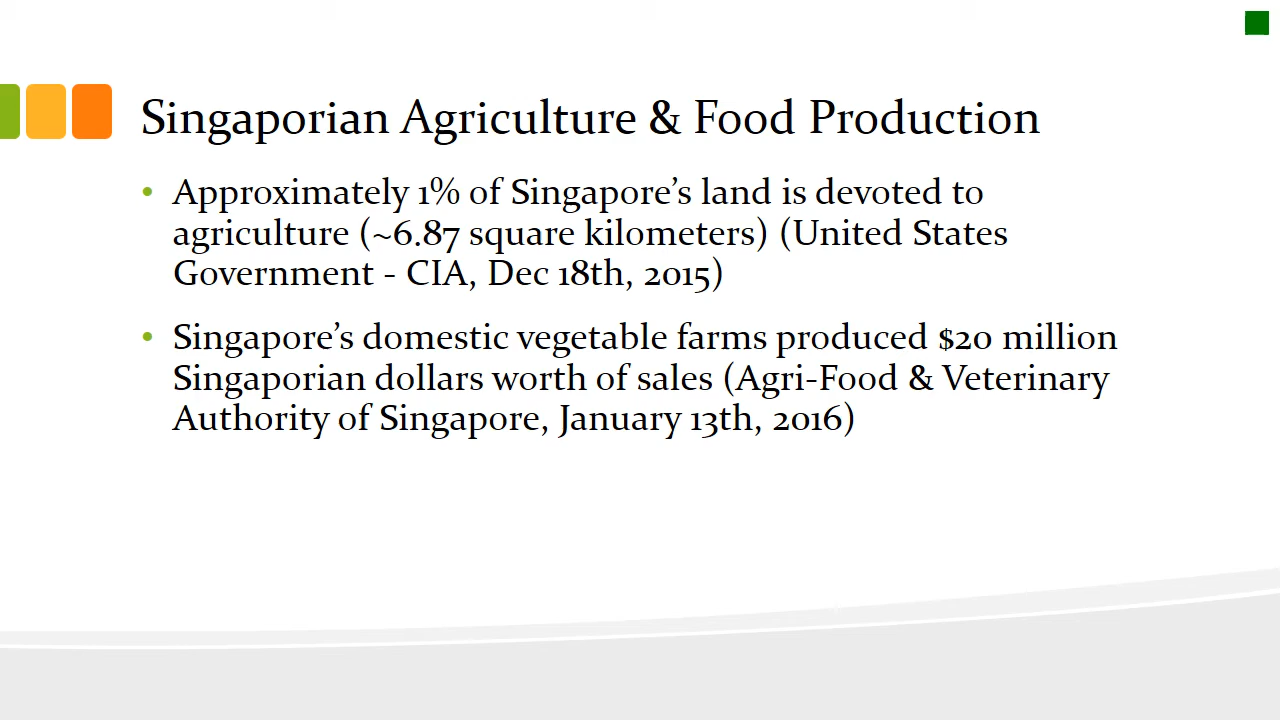 Singaporian Agriculture & Food Production
• Approximately 1% of Singapore’s land is devoted to
agriculture (~6.87 square kilometers) (United States
Government - CIA, Dec 18th, 2015)
• Singapore’s domestic vegetable farms produced $20 million
Singaporian dollars worth of sales (Agri-Food & Veterinary
Authority of Singapore, January 13th, 2016)